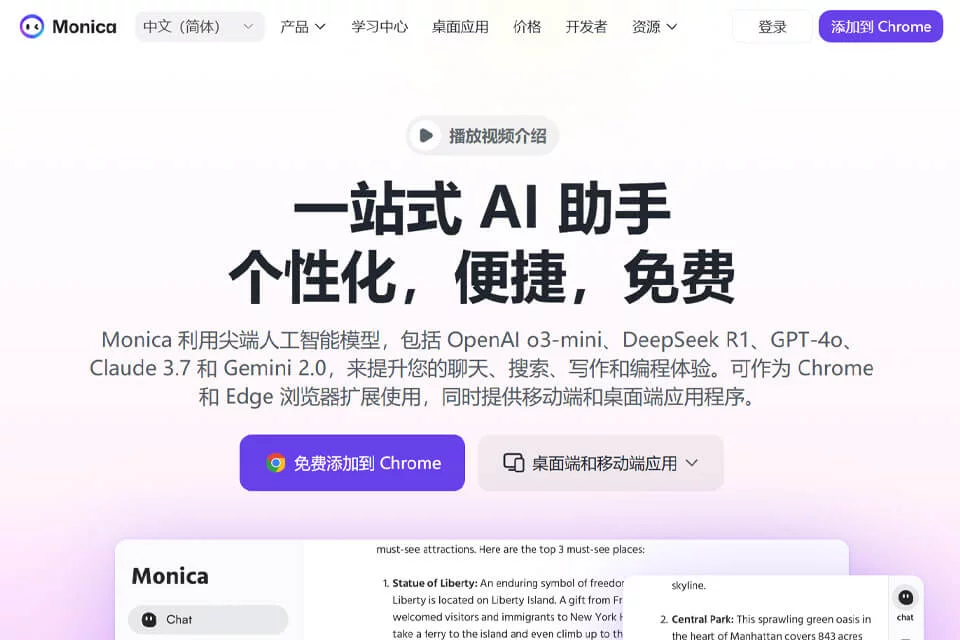 Monica 中文（简体） 产品 学习中心 桌面应用 价格 开发者 资源 登录 添加到 Chrome
播放视频介绍
一站式 AI 助手
个性化，便捷，免费
Monica 利用尖端人工智能模型，包括 OpenAI o3-mini、DeepSeek R1、GPT-4o、
Claude 3.7 和 Gemini 2.0，来提升您的聊天、搜索、写作和编程体验。可作为 Chrome
和 Edge 浏览器扩展使用，同时提供移动端和桌面端应用程序。
免费添加到 Chrome 桌面端和移动端应用
Monica
Chat
must-see attractions. Here are the top 3 must-see places:
1. Statue of Liberty: An enduring symbol of freedom
Liberty is located on Liberty Island. A gift from Fr
welcomed visitors and immigrants to New York H
take a ferry to the island and even climb up to th
skyline.
2. Central Park: This sprawling green oasis in
the heart of Manhattan covers 843 acres
chat